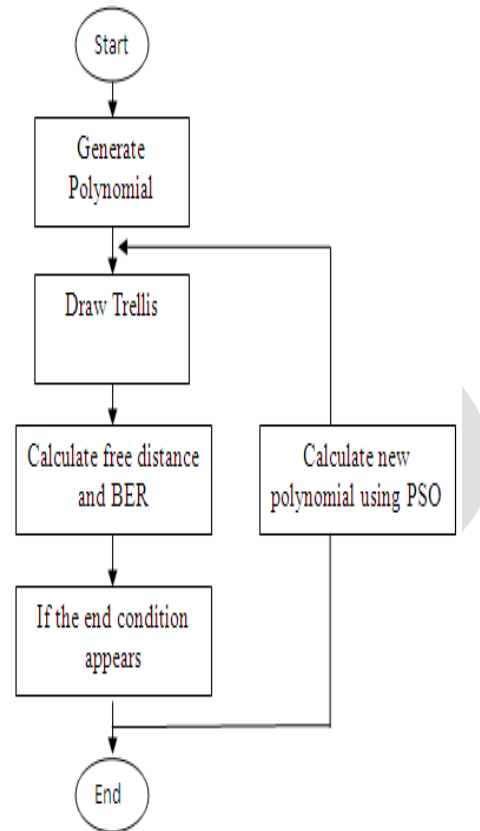 Start
Generate
Polynomial
Draw Trellis
Calculate free distance
and BER
Calculate new
polynomial using PSO
If the end condition
appears
End